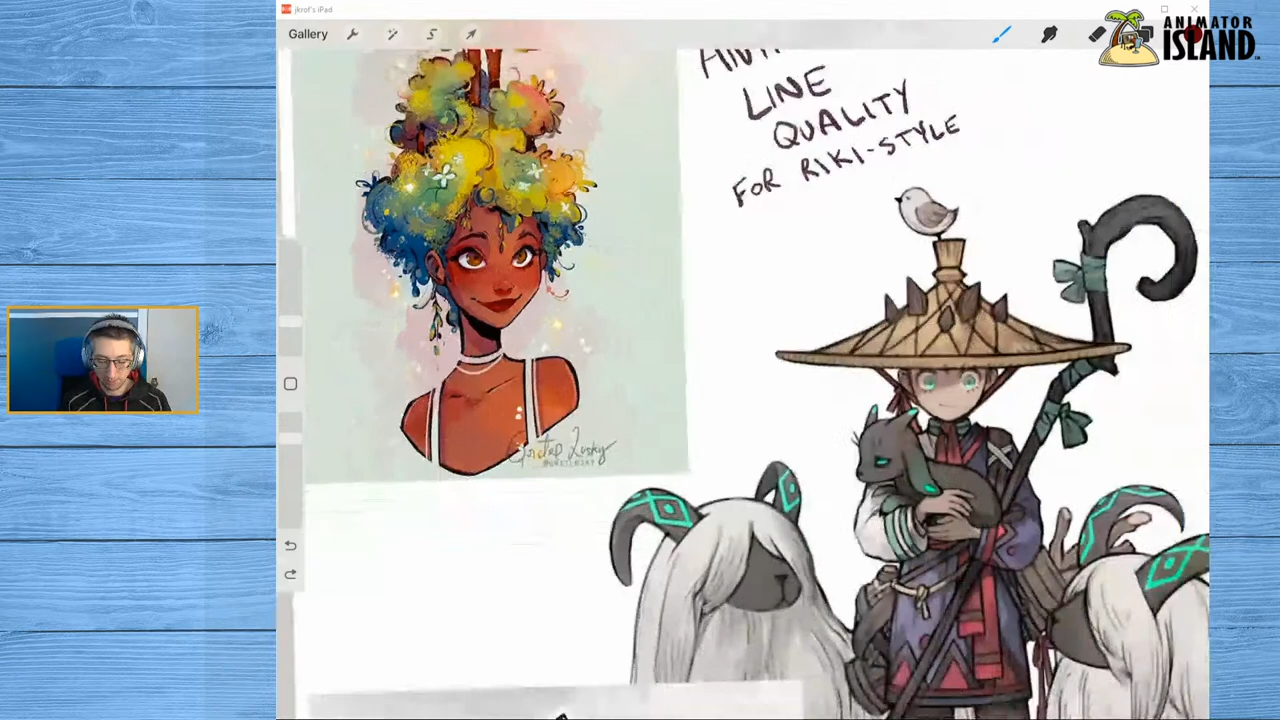 jkrof's iPad
Gallery
ANIMATOR
ISLAND
LINE
QUALITY
FOR RIKI-STYLE